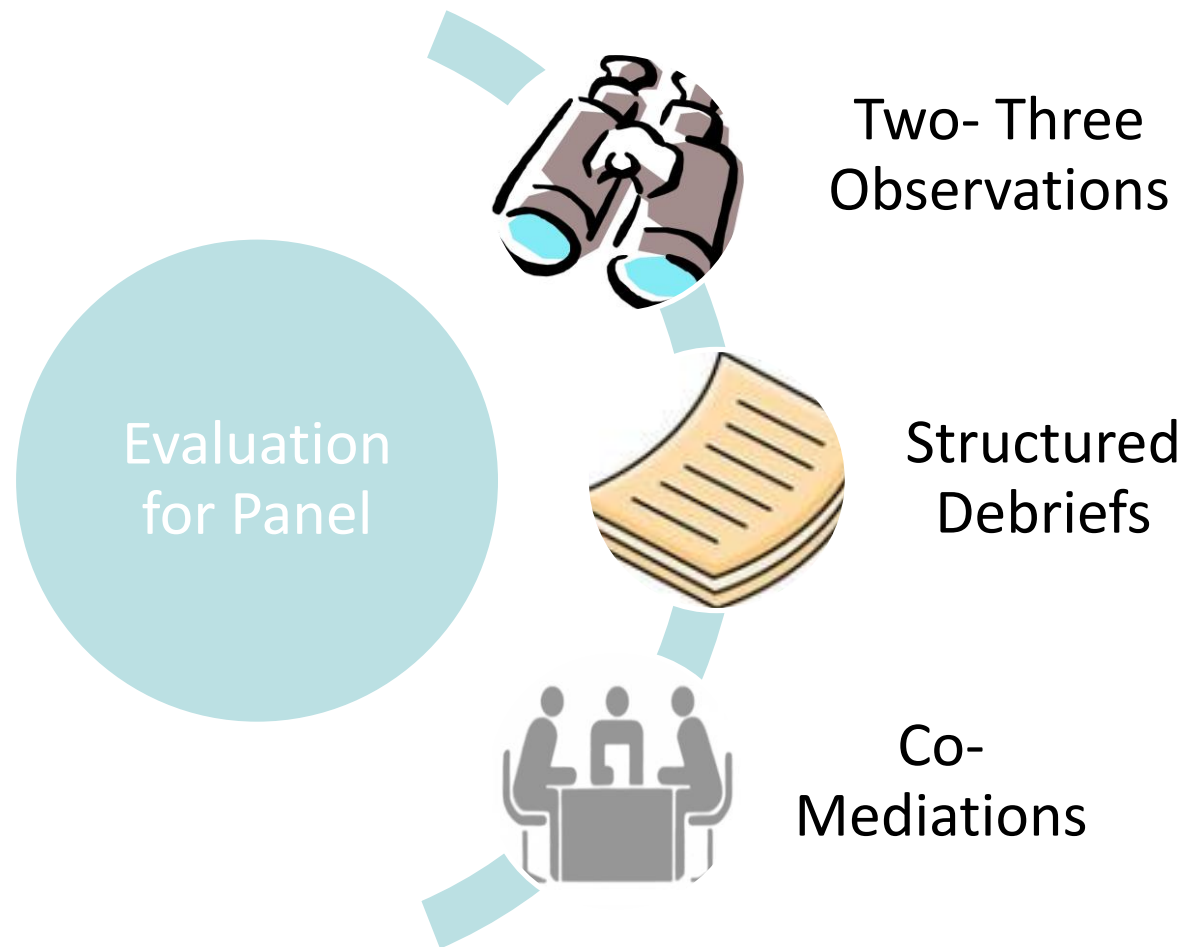 Two- Three
Observations
Evaluation
for Panel
Structured
Debriefs
Co-
Mediations